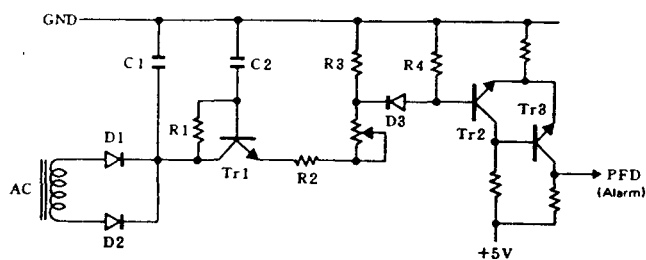 GND
C1
C2
R3
R4
R1
D3
Tr3
D1
Tr2
AC
Tr1
R2
PFD
(Alarm)
D2
+5V